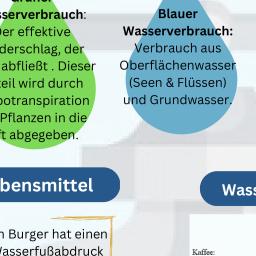 Grüner
sserverbrauch:
Der effektive
derschlag, der
abfließt . Dieser
teil wird durch
potranspiration
Pflanzen in die
ft abgegeben.
Blauer
Wasserverbrauch:
Verbrauch aus
Oberflächenwasser
(Seen & Flüssen)
und Grundwasser.
bensmittel
Wass
n Burger hat einen
Wasserfußabdruck
Kaffee: